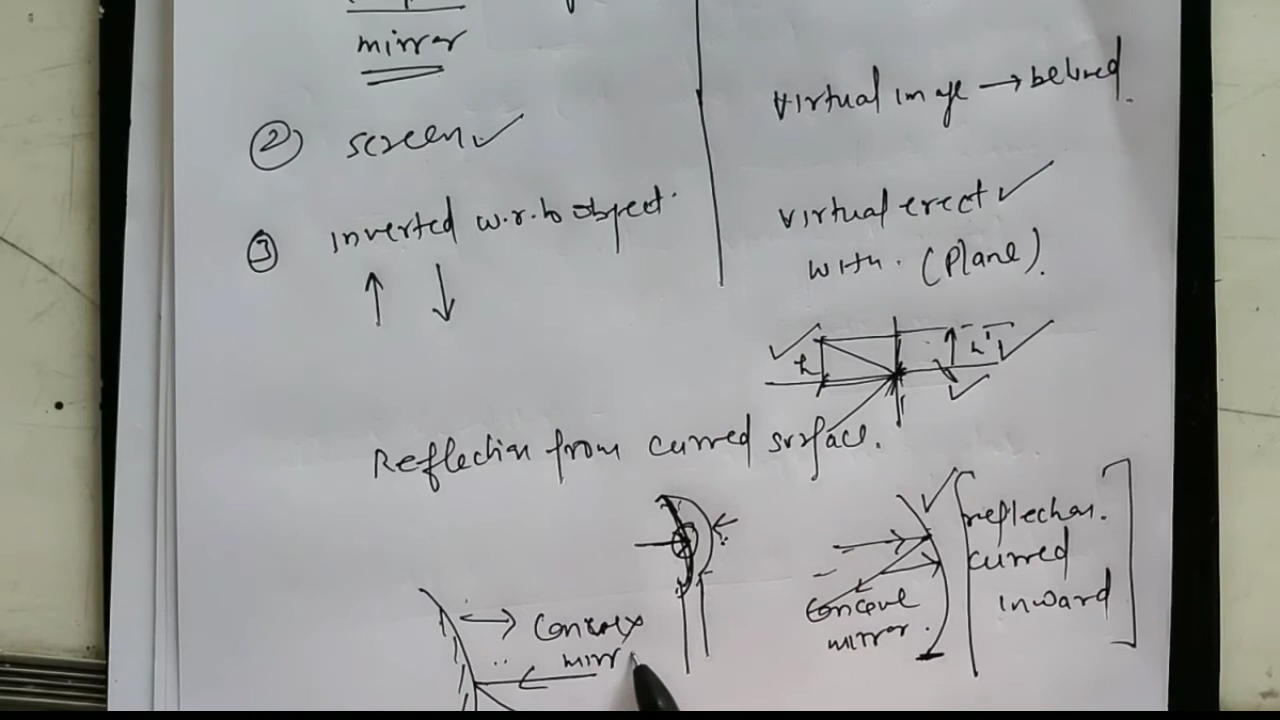 mirror
② screen ✓
③ inverted w.r.to object.
virtual image → behind.
virtual erect ✓
with. (plane).
h h'
Reflection from curved surface.
convex
mirr
concave
mirror.
reflection.
curved
inward